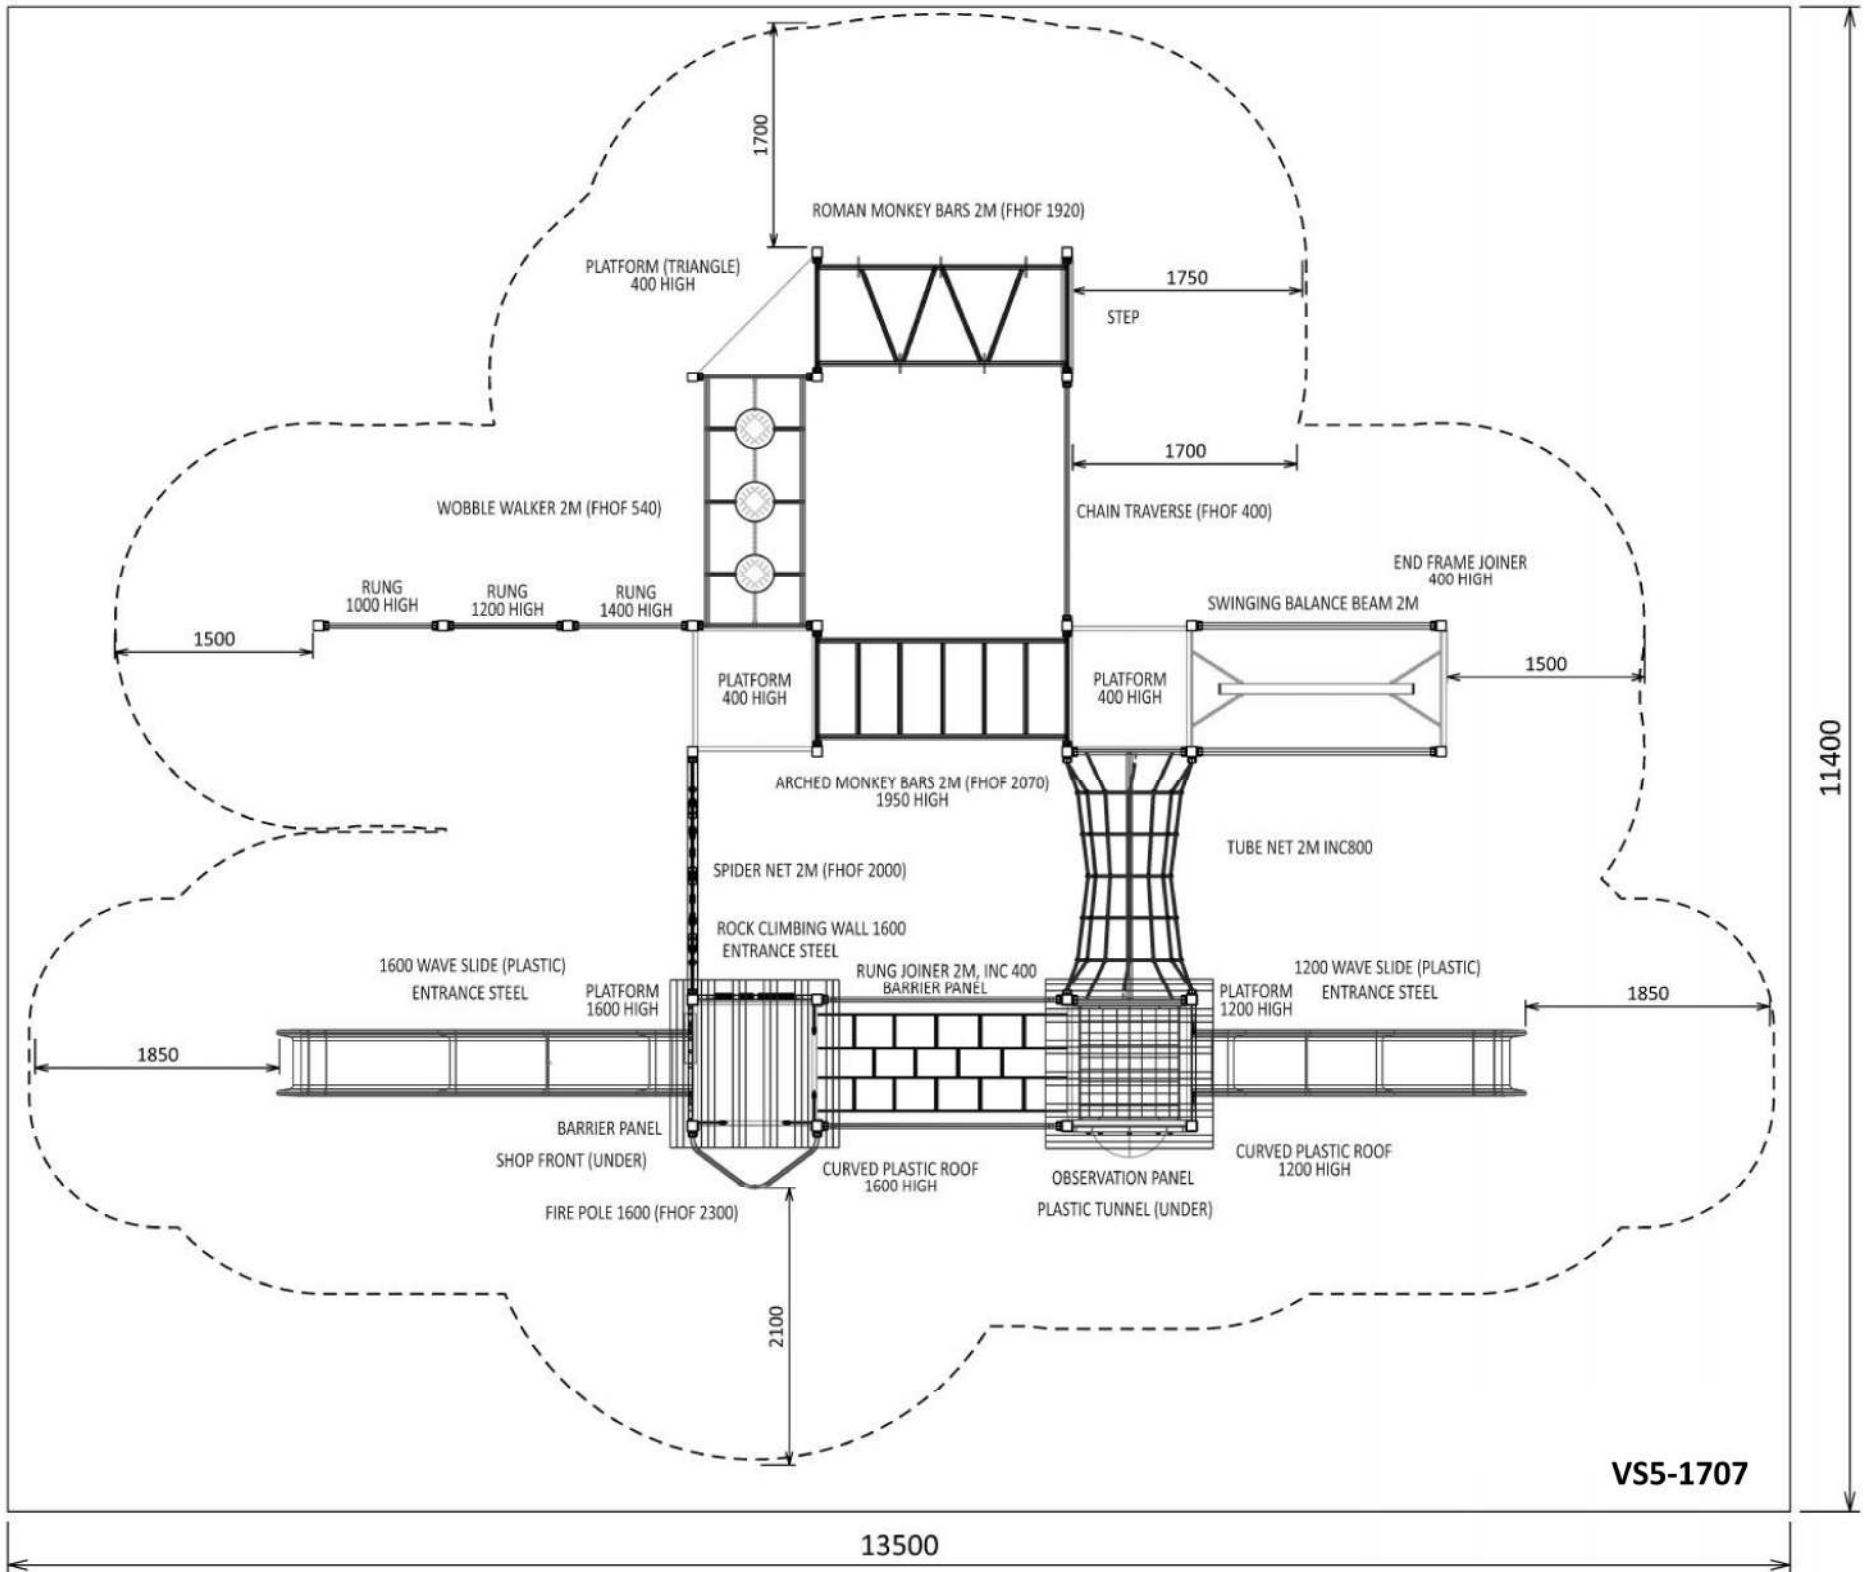 1700
ROMAN MONKEY BARS 2M (FHOF 1920)
PLATFORM (TRIANGLE)
400 HIGH
1750
STEP
1700
WOBBLE WALKER 2M (FHOF 540)
CHAIN TRAVERSE (FHOF 400)
END FRAME JOINER
400 HIGH
RUNG
1000 HIGH
RUNG
1200 HIGH
RUNG
1400 HIGH
SWINGING BALANCE BEAM 2M
1500
PLATFORM
400 HIGH
PLATFORM
400 HIGH
1500
11400
ARCHED MONKEY BARS 2M (FHOF 2070)
1950 HIGH
TUBE NET 2M INC800
SPIDER NET 2M (FHOF 2000)
ROCK CLIMBING WALL 1600
ENTRANCE STEEL
1600 WAVE SLIDE (PLASTIC)
ENTRANCE STEEL
PLATFORM
1600 HIGH
RUNG JOINER 2M, INC 400
BARRIER PANEL
PLATFORM
1200 HIGH
1200 WAVE SLIDE (PLASTIC)
ENTRANCE STEEL
1850
1850
BARRIER PANEL
SHOP FRONT (UNDER)
FIRE POLE 1600 (FHOF 2300)
CURVED PLASTIC ROOF
1600 HIGH
OBSERVATION PANEL
PLASTIC TUNNEL (UNDER)
CURVED PLASTIC ROOF
1200 HIGH
2100
VS5-1707
13500